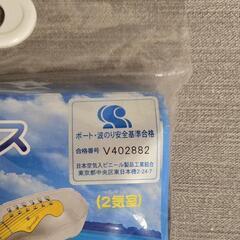 ボート・波のり安全基準合格
合格番号 V402882
日本空気入ビニール製品工業組合
東京都中央区東日本橋2-24-7
ス
(2気室)